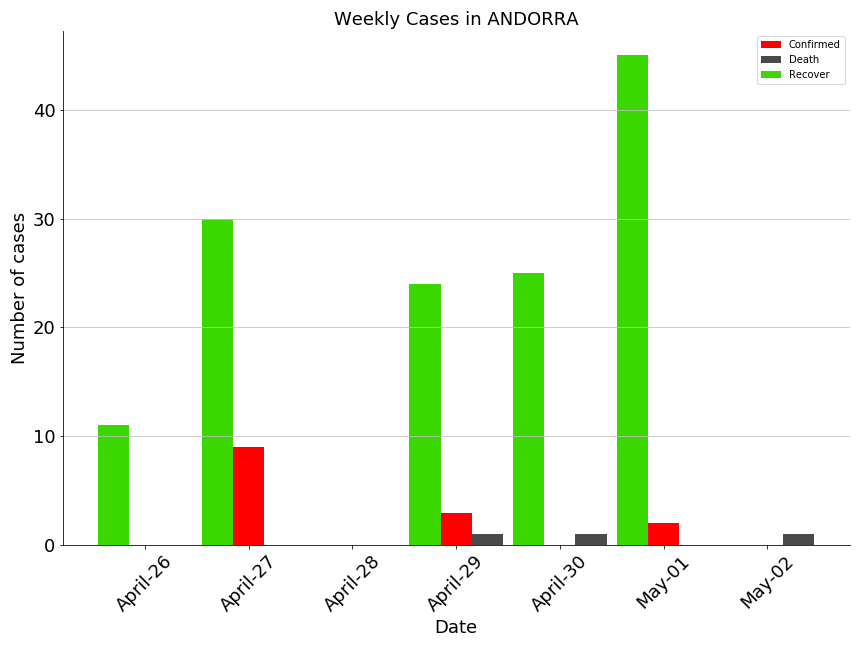 Weekly Cases in ANDORRA
Confirmed
Death
Recover
Number of cases
40
30
20
10
0
April-26
April-27
April-28
April-29
April-30
May-01
May-02
Date